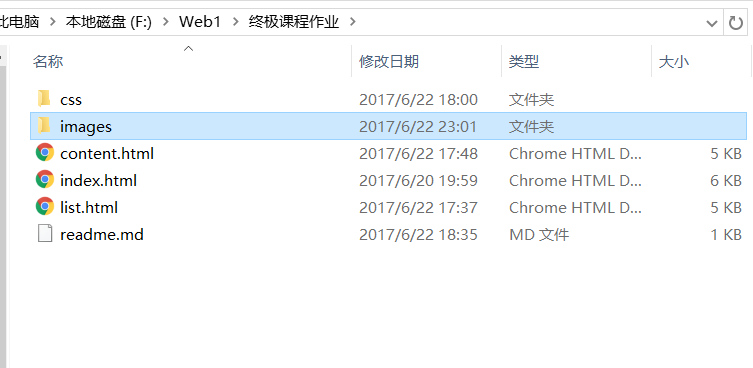 此电脑 > 本地磁盘 (F:) > Web1 > 终极课程作业 >
名称 修改日期 类型 大小
css 2017/6/22 18:00 文件夹
images 2017/6/22 23:01 文件夹
content.html 2017/6/22 17:48 Chrome HTML D... 5 KB
index.html 2017/6/20 19:59 Chrome HTML D... 6 KB
list.html 2017/6/22 17:37 Chrome HTML D... 5 KB
readme.md 2017/6/22 18:35 MD 文件 1 KB